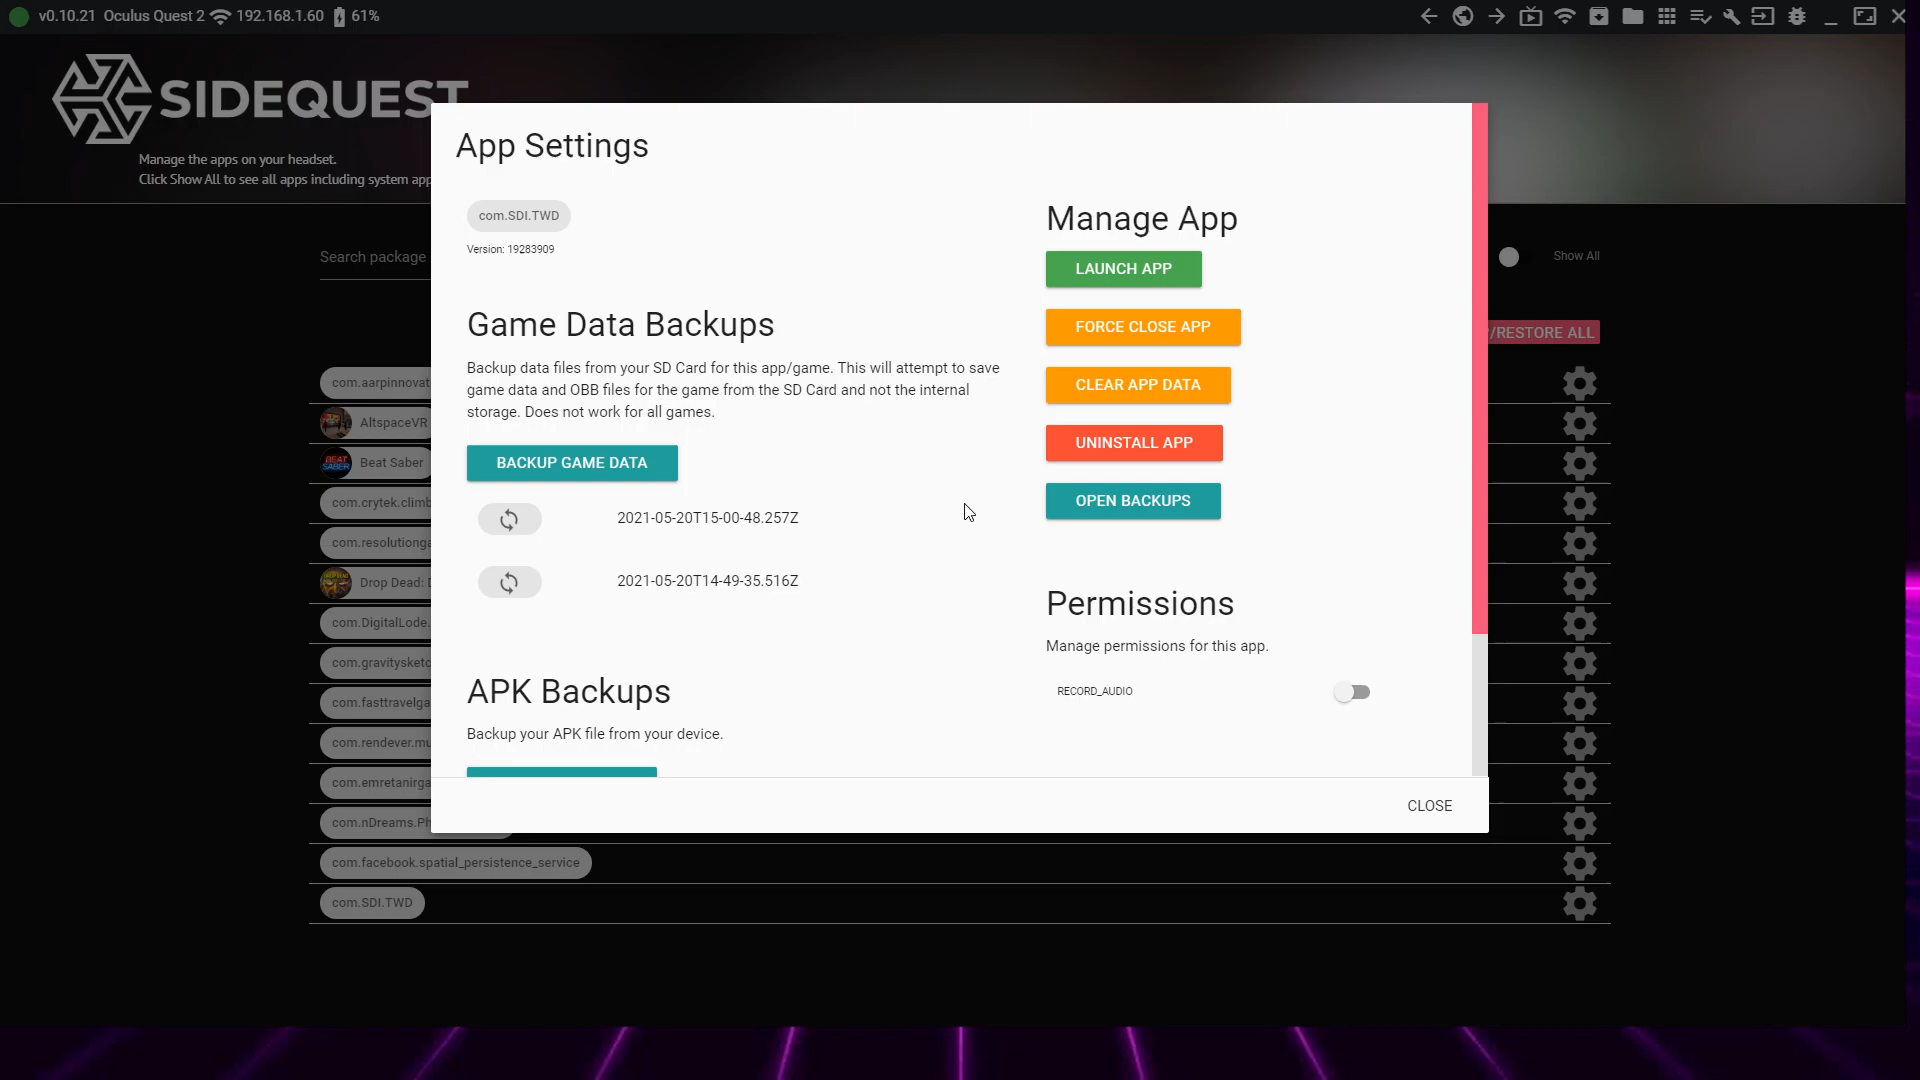 v0.10.21 Oculus Quest 2 192.168.1.60 61%
SIDEQUEST
Manage the apps on your headset.
Click Show All to see all apps including system app
Search package
Show All
/RESTORE ALL
App Settings
com.SDI.TWD
Version: 19283909
Game Data Backups
Backup data files from your SD Card for this app/game. This will attempt to save
game data and OBB files for the game from the SD Card and not the internal
storage. Does not work for all games.
BACKUP GAME DATA
2021-05-20T15-00-48.257Z
2021-05-20T14-49-35.516Z
APK Backups
Backup your APK file from your device.
Manage App
LAUNCH APP
FORCE CLOSE APP
CLEAR APP DATA
UNINSTALL APP
OPEN BACKUPS
Permissions
Manage permissions for this app.
RECORD_AUDIO
CLOSE
com.aarpinnovat
AltspaceVR
BEAT SABER Beat Saber
com.crytek.climb
com.resolutionga
Drop Dead: D
com.DigitalLode.
com.gravitysketc
com.fasttravelga
com.rendever.mu
com.emretanirga
com.nDreams.Ph
com.facebook.spatial_persistence_service
com.SDI.TWD